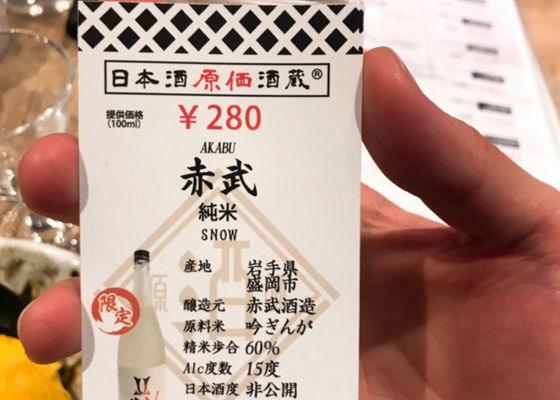 日本酒原価酒蔵®
提供価格
(100ml)
￥280
AKABU
赤武
純米
SNOW
産地 岩手県
盛岡市
醸造元 赤武酒造
原料米 吟ぎんが
精米歩合 60%
Alc度数 15度
日本酒度 非公開
限定